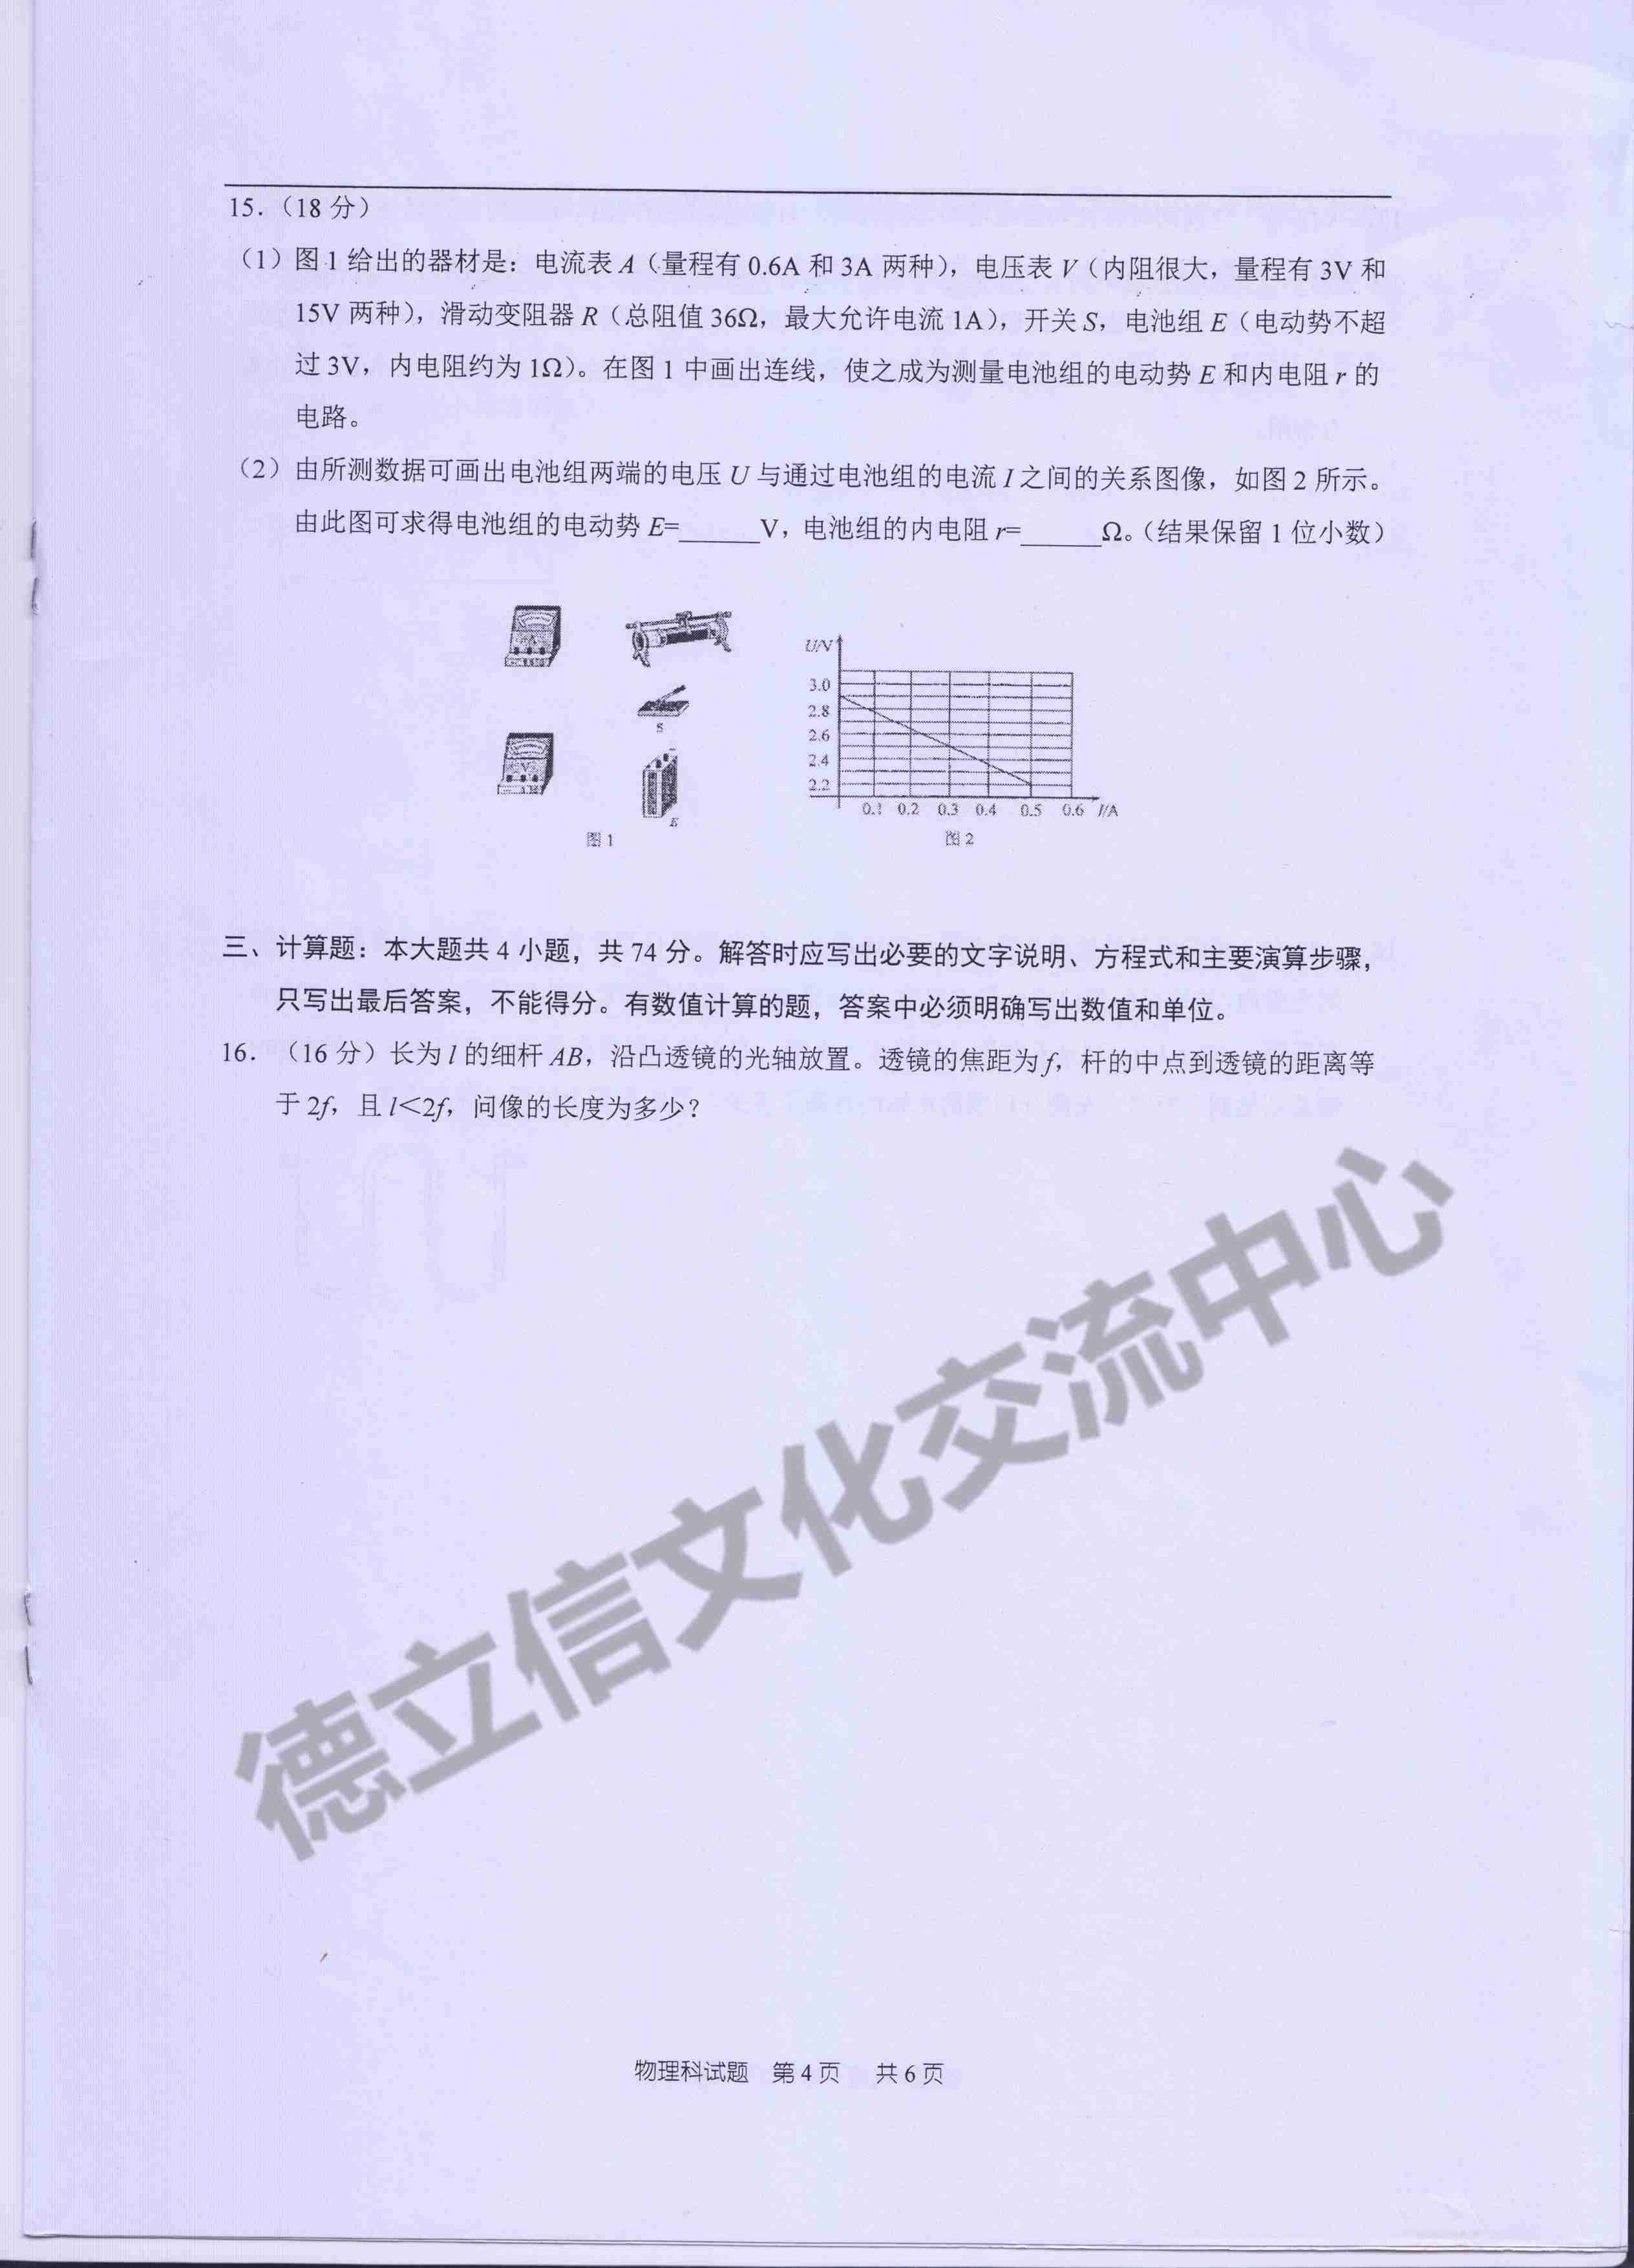 15.（18 分）
（1）图 1 给出的器材是：电流表 A（量程有 0.6A 和 3A 两种），电压表 V（内阻很大，量程有 3V 和
15V 两种），滑动变阻器 R（总阻值 36Ω，最大允许电流 1A），开关 S，电池组 E（电动势不超
过 3V，内电阻约为 1Ω）。在图 1 中画出连线，使之成为测量电池组的电动势 E 和内电阻 r 的
电路。
（2）由所测数据可画出电池组两端的电压 U 与通过电池组的电流 I 之间的关系图像，如图 2 所示。
由此图可求得电池组的电动势 E=______V，电池组的内电阻 r=______Ω。（结果保留 1 位小数）
A
V
S
E
图 1
U/V
3.0
2.8
2.6
2.4
2.2
0.1 0.2 0.3 0.4 0.5 0.6 I/A
图 2
三、计算题：本大题共 4 小题，共 74 分。解答时应写出必要的文字说明、方程式和主要演算步骤，
只写出最后答案，不能得分。有数值计算的题，答案中必须明确写出数值和单位。
16. （16 分）长为 l 的细杆 AB，沿凸透镜的光轴放置。透镜的焦距为 f，杆的中点到透镜的距离等
于 2f，且 l＜2f，问像的长度为多少？
德立信文化交流中心
物理科试题 第 4 页 共 6 页